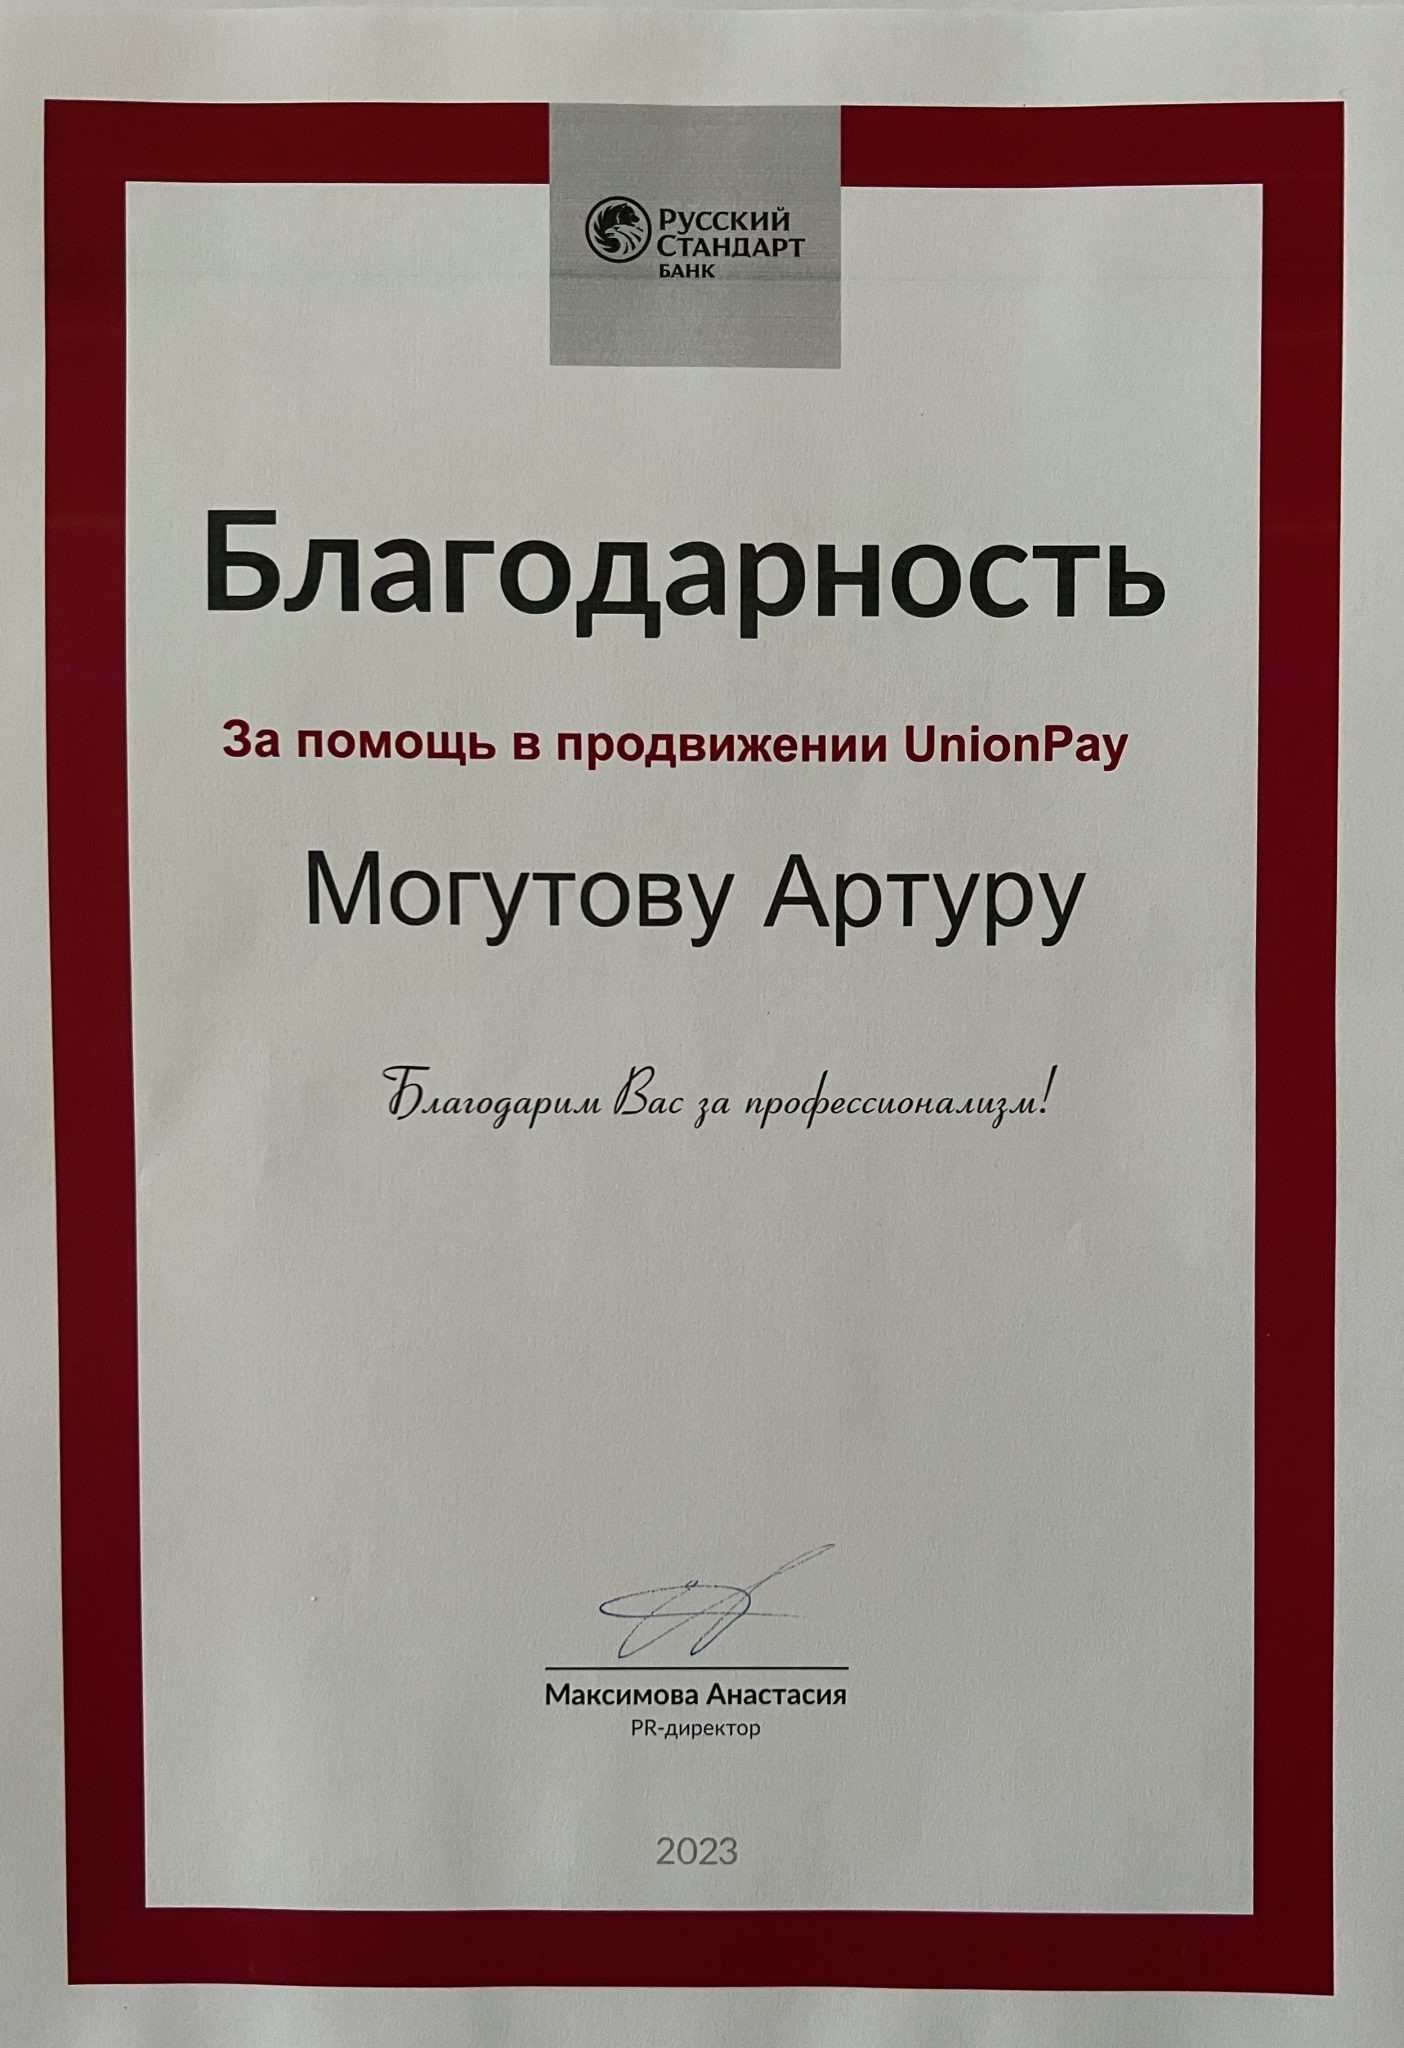 Русский
Стандарт
Банк
Благодарность
За помощь в продвижении UnionPay
Могутову Артуру
Благодарим Вас за профессионализм!
Максимова Анастасия
PR-директор
2023